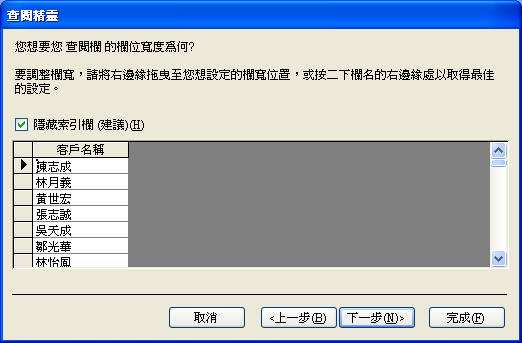 查閱精靈
您想要您 查閱欄 的欄位寬度爲何?
要調整欄寬，請將右邊緣拖曳至您想設定的欄寬位置，或按二下欄名的右邊緣處以取得最佳
的設定。
隱藏索引欄 (建議)(H)
客戶名稱
陳志成
林月義
黃世宏
張志誠
吳天成
鄒光華
林怡鳳
取消 <上一步(B) 下一步(N)> 完成(F)